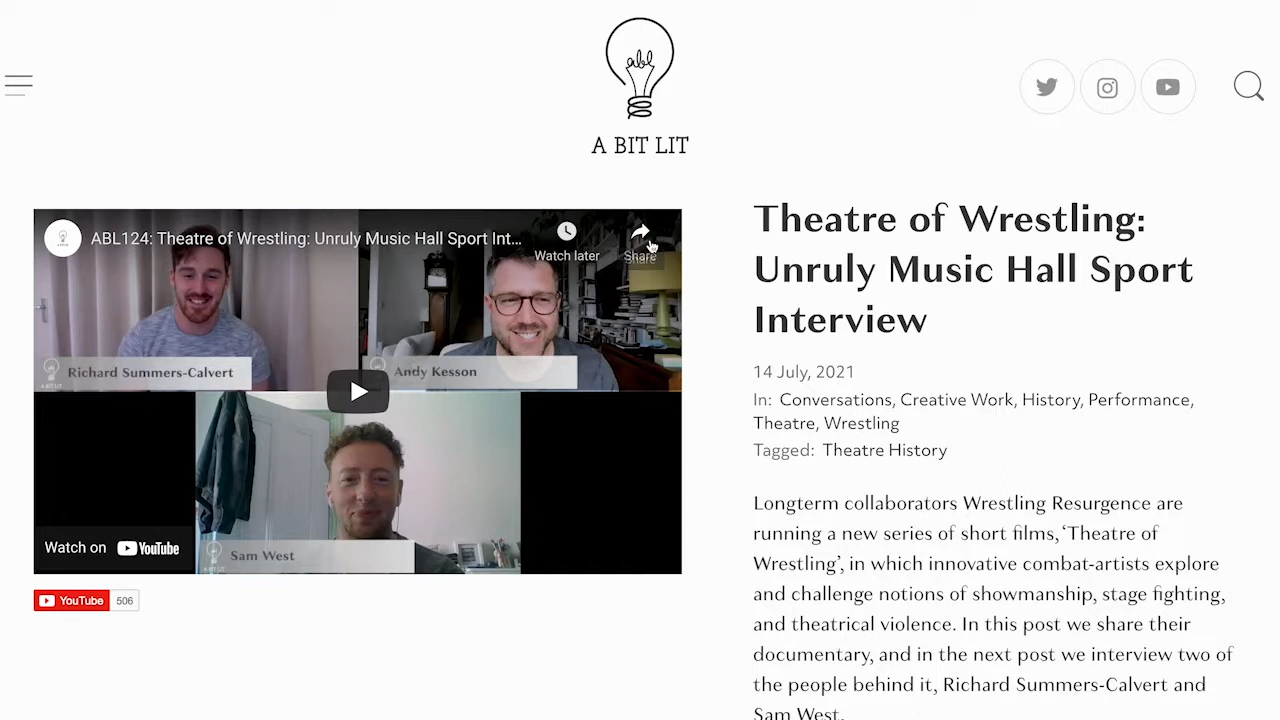 abl
A BIT LIT
ABL124: Theatre of Wrestling: Unruly Music Hall Sport Int...
Watch later
Share
Richard Summers-Calvert
A BIT LIT
Andy Kesson
Watch on YouTube
Sam West
A BIT LIT
YouTube 506
Theatre of Wrestling:
Unruly Music Hall Sport
Interview
14 July, 2021
In: Conversations, Creative Work, History, Performance,
Theatre, Wrestling
Tagged: Theatre History
Longterm collaborators Wrestling Resurgence are
running a new series of short films, ‘Theatre of
Wrestling’, in which innovative combat-artists explore
and challenge notions of showmanship, stage fighting,
and theatrical violence. In this post we share their
documentary, and in the next post we interview two of
the people behind it, Richard Summers-Calvert and
Sam West.